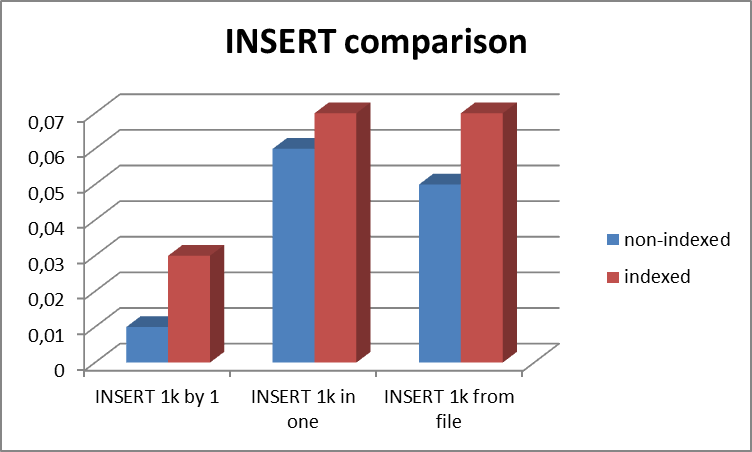 INSERT comparison
0,07
0,06
0,05
0,04
0,03
0,02
0,01
0
INSERT 1k by 1
INSERT 1k in
one
INSERT 1k from
file
non-indexed
indexed